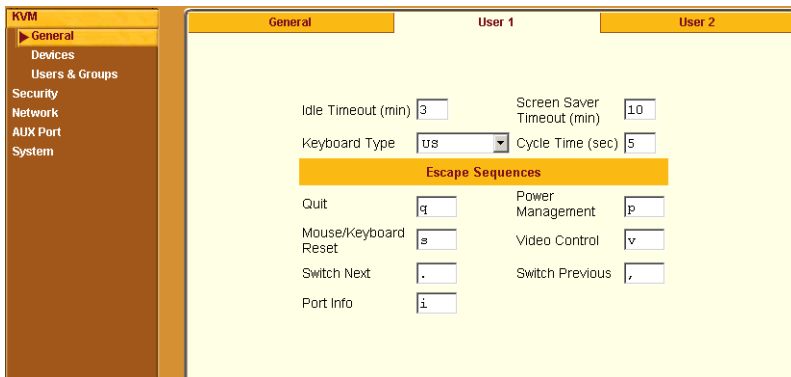 KVM
General
Devices
Users & Groups
Security
Network
AUX Port
System
General User 1 User 2
Idle Timeout (min) 3 Screen Saver Timeout (min) 10
Keyboard Type US Cycle Time (sec) 5
Escape Sequences
Quit q Power Management p
Mouse/Keyboard Reset s Video Control v
Switch Next . Switch Previous ,
Port Info i